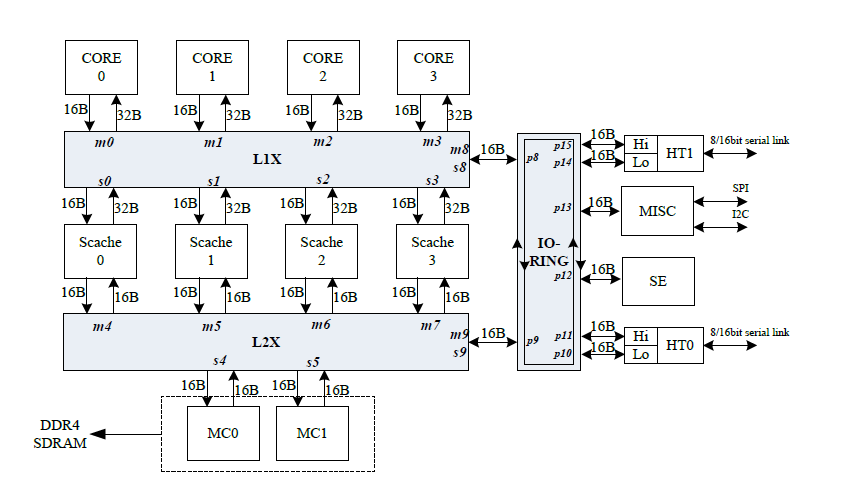 CORE 0
CORE 1
CORE 2
CORE 3
16B
32B
16B
32B
16B
32B
16B
32B
m0
m1
m2
m3
m8
L1X
s8
s0
s1
s2
s3
16B
16B
32B
16B
32B
16B
32B
16B
32B
Scache 0
Scache 1
Scache 2
Scache 3
16B
16B
16B
16B
16B
16B
16B
16B
m4
m5
m6
m7
m9
L2X
s9
s4
s5
16B
16B
16B
16B
16B
MC0
MC1
DDR4
SDRAM
p8
p15
p14
p13
IO-
RING
p12
p9
p11
p10
16B
16B
Hi
Lo
HT1
8/16bit serial link
16B
MISC
SPI
I2C
16B
SE
16B
16B
Hi
Lo
HT0
8/16bit serial link